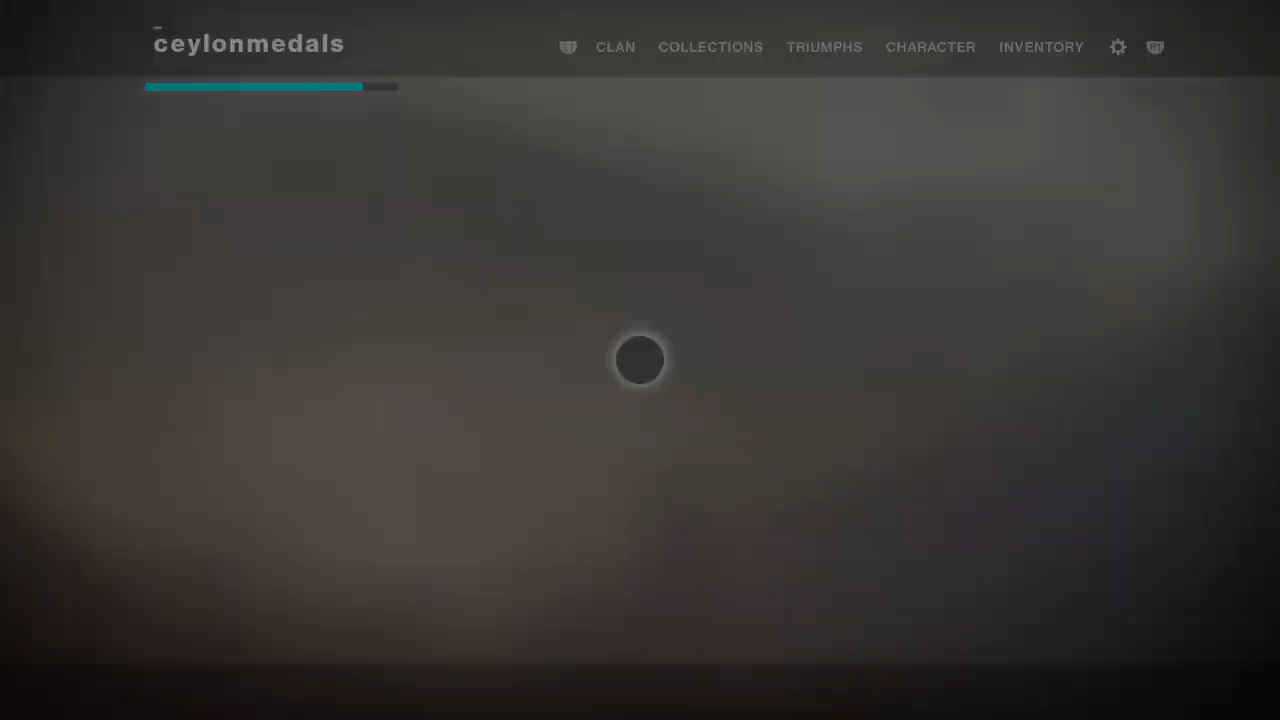 ceylonmedals
CLAN COLLECTIONS TRIUMPHS CHARACTER INVENTORY